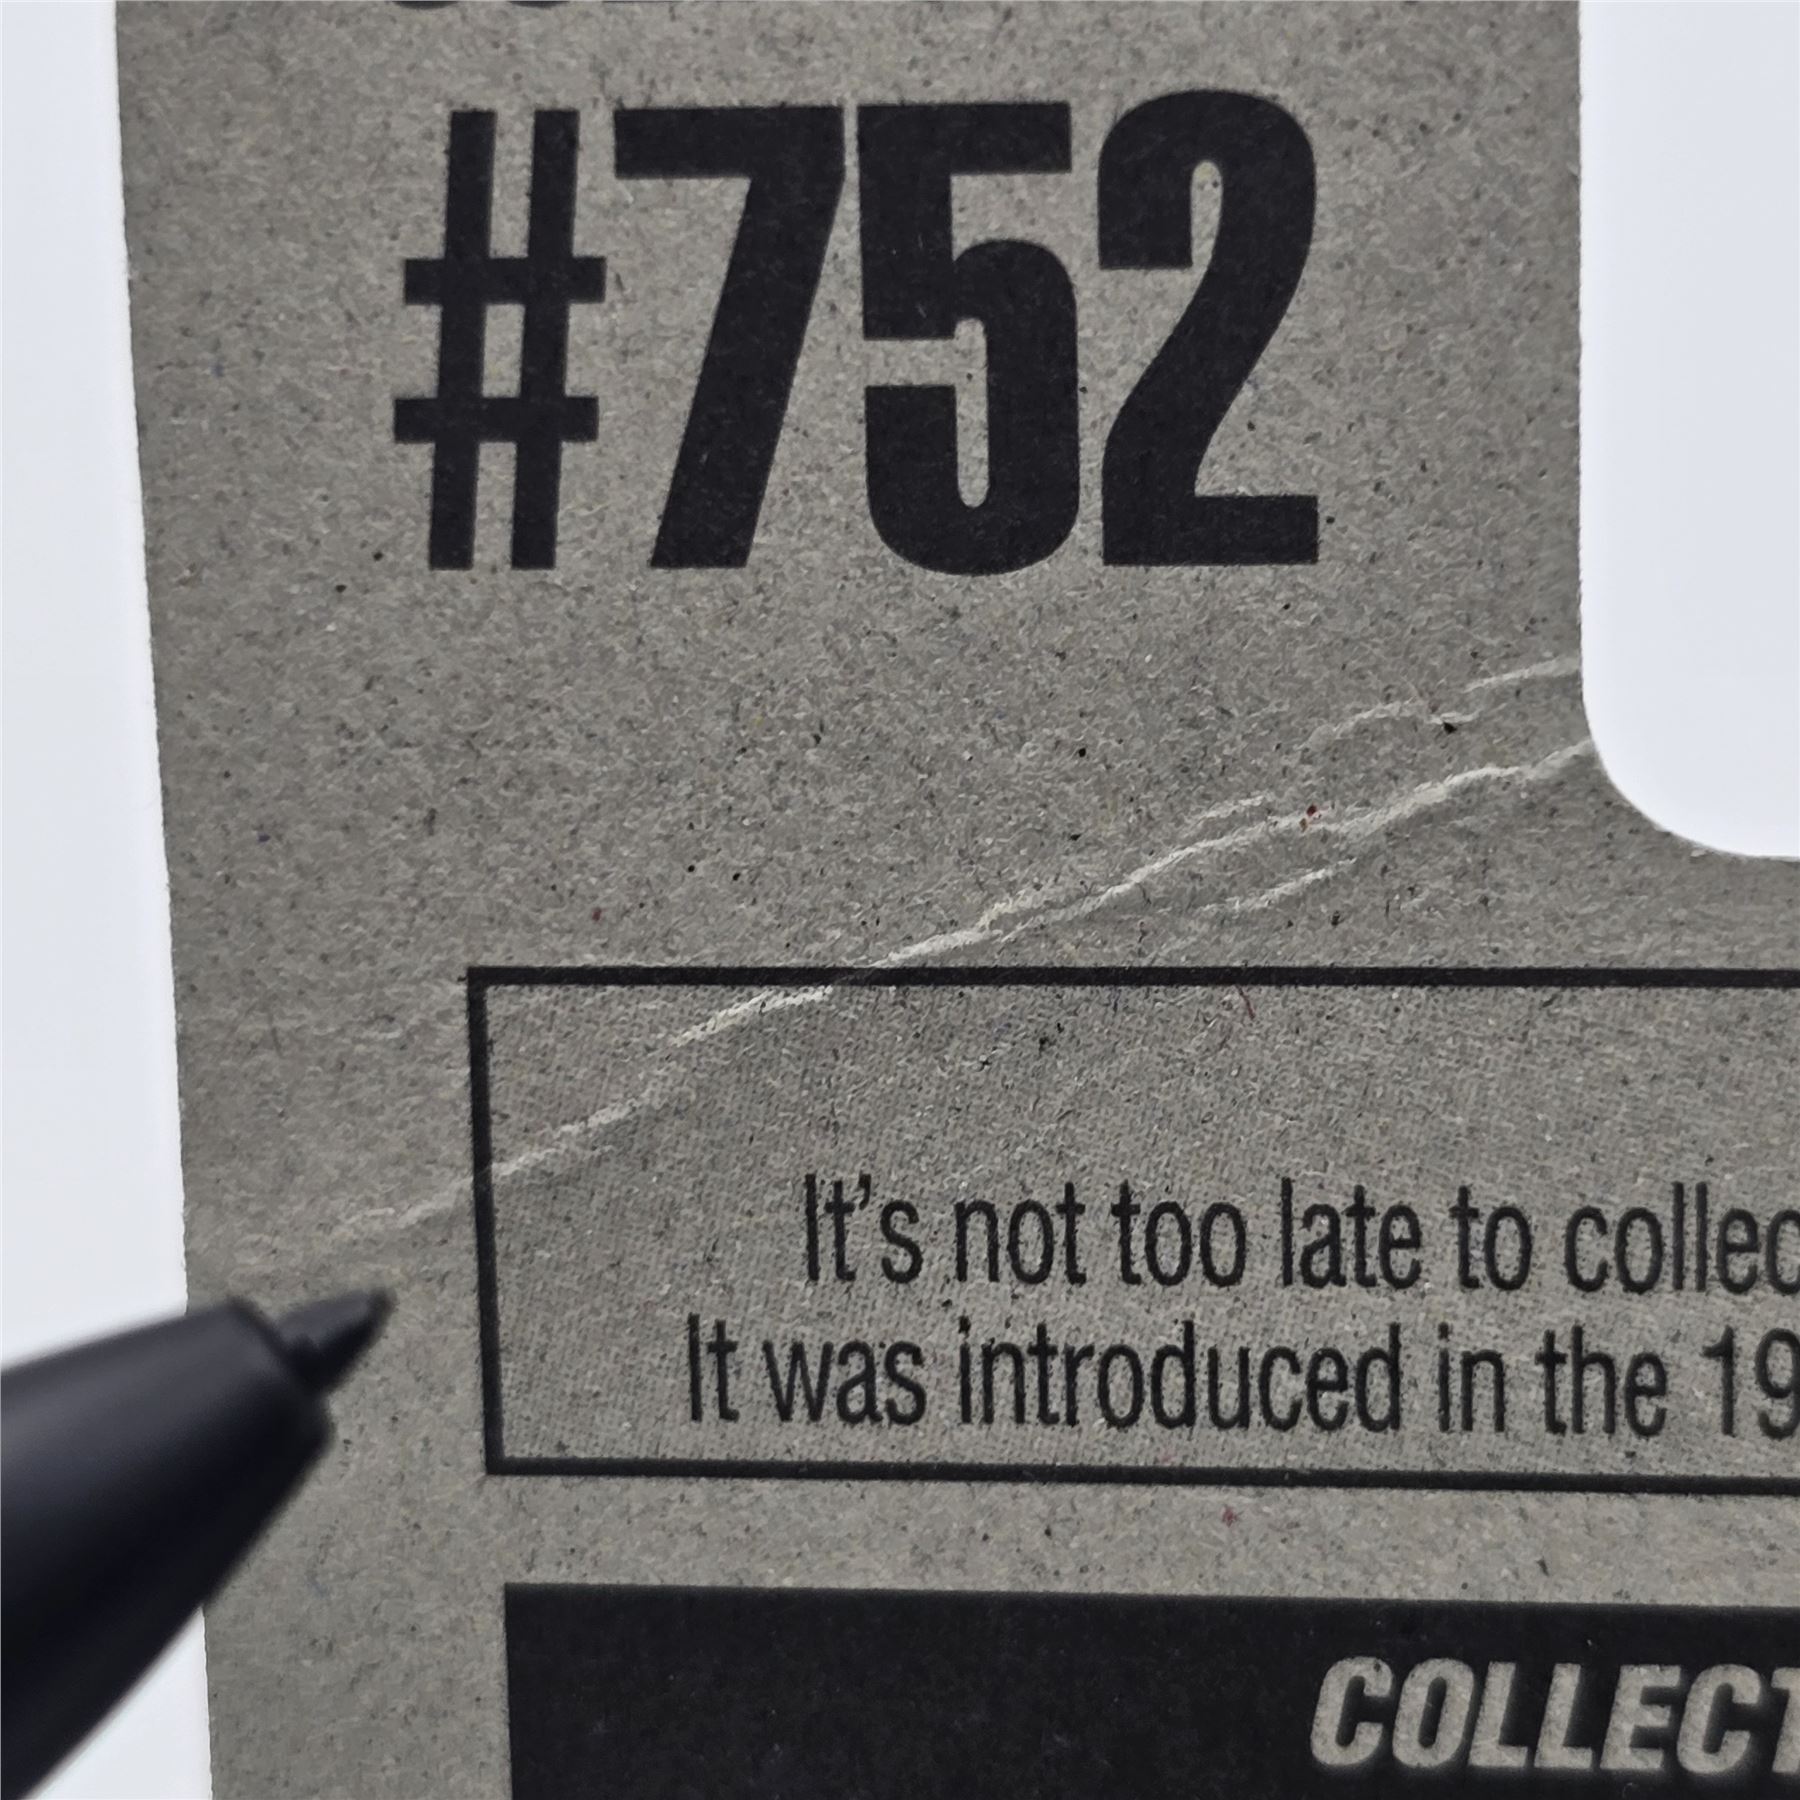 #752
It's not too late to collec
It was introduced in the 19
COLLECT